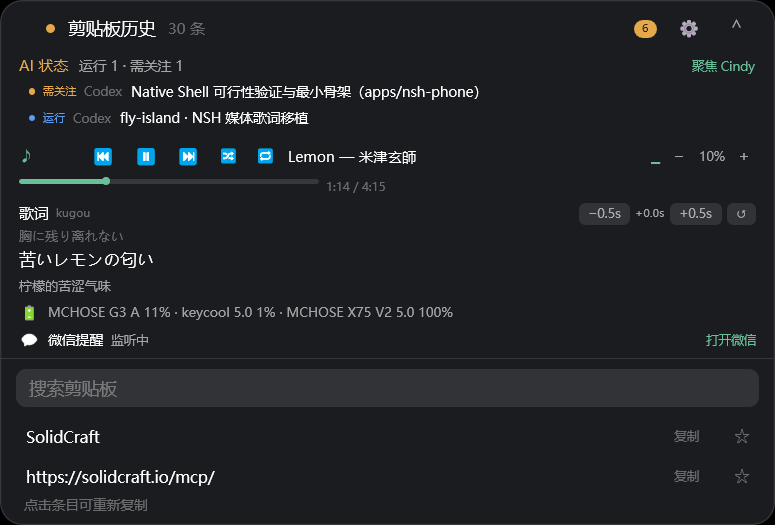 剪贴板历史 30 条 6
AI 状态 运行 1 · 需关注 1 聚焦 Cindy
需关注 Codex Native Shell 可行性验证与最小骨架（apps/nsh-phone）
运行 Codex fly-island · NSH 媒体歌词移植
Lemon — 米津玄師 − 10% +
1:14 / 4:15
歌词 kugou −0.5s +0.0s +0.5s ↺
胸に残り離れない
苦いレモンの匂い
柠檬的苦涩气味
MCHOSE G3 A 11% · keycool 5.0 1% · MCHOSE X75 V2 5.0 100%
微信提醒 监听中 打开微信
搜索剪贴板
SolidCraft 复制
https://solidcraft.io/mcp/ 复制
点击条目可重新复制